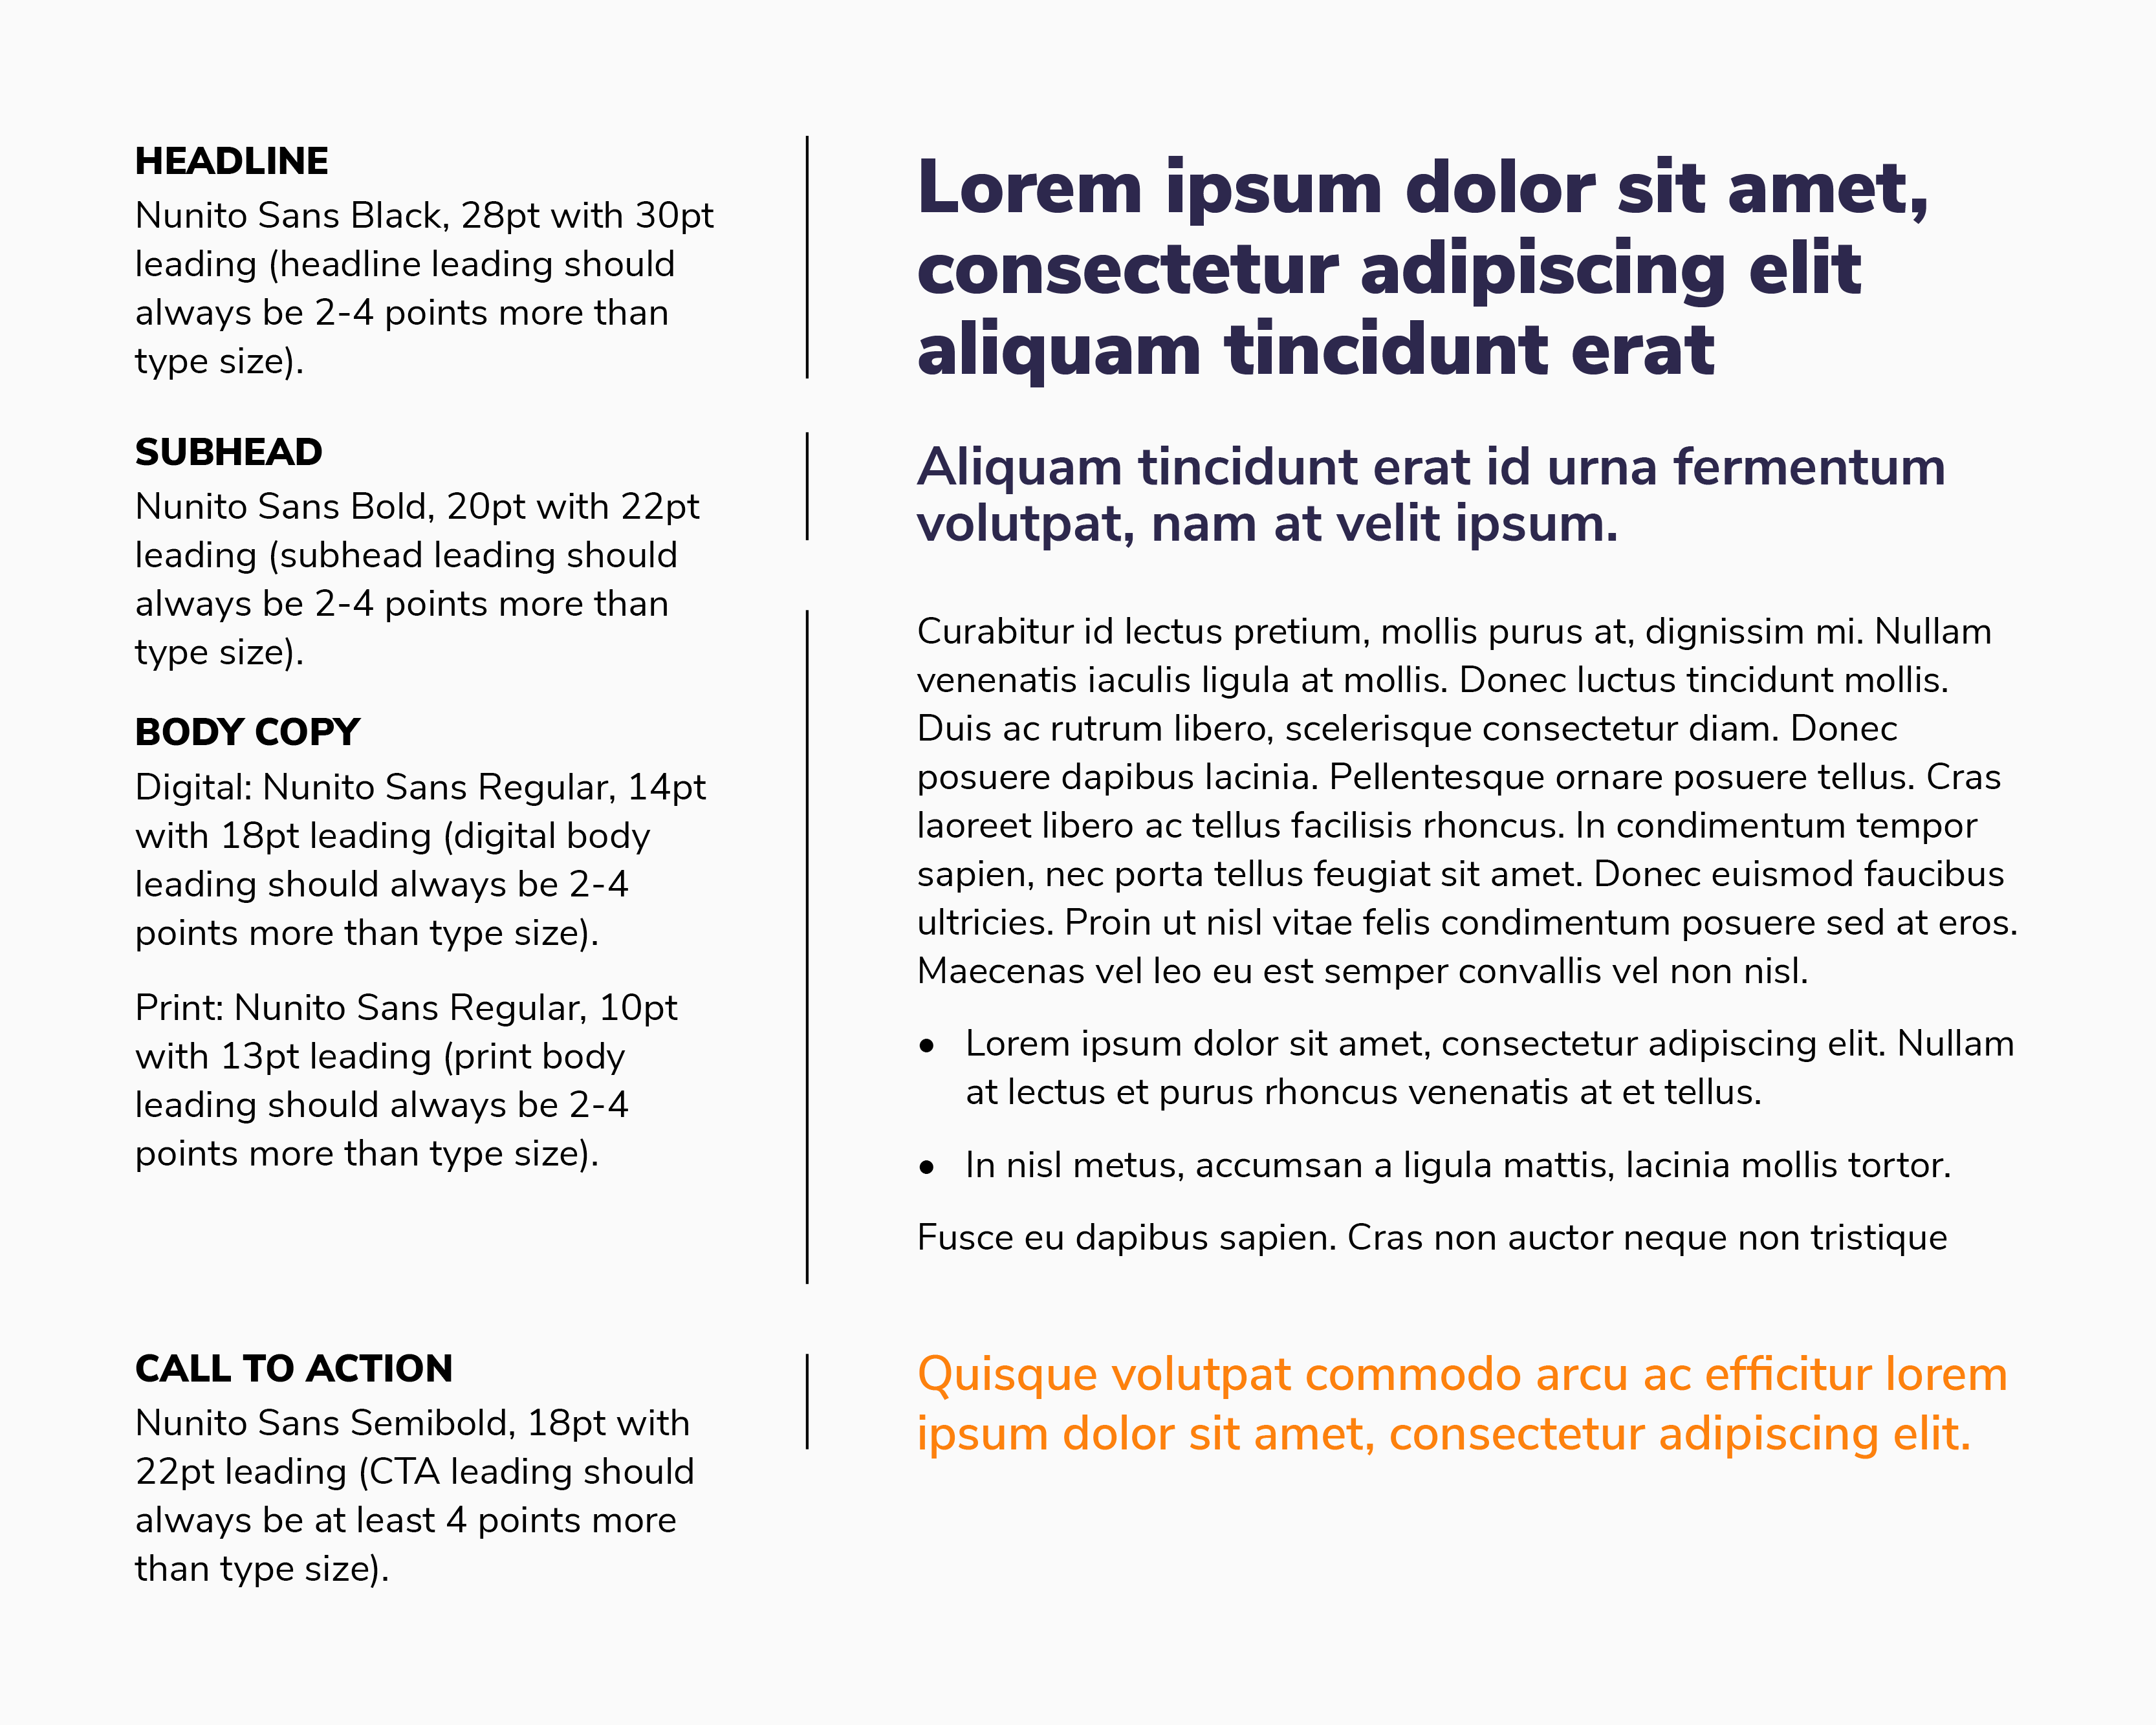 HEADLINE
Nunito Sans Black, 28pt with 30pt
leading (headline leading should
always be 2-4 points more than
type size).
Lorem ipsum dolor sit amet,
consectetur adipiscing elit
aliquam tincidunt erat
SUBHEAD
Nunito Sans Bold, 20pt with 22pt
leading (subhead leading should
always be 2-4 points more than
type size).
Aliquam tincidunt erat id urna fermentum
volutpat, nam at velit ipsum.
BODY COPY
Digital: Nunito Sans Regular, 14pt
with 18pt leading (digital body
leading should always be 2-4
points more than type size).
Print: Nunito Sans Regular, 10pt
with 13pt leading (print body
leading should always be 2-4
points more than type size).
Curabitur id lectus pretium, mollis purus at, dignissim mi. Nullam
venenatis iaculis ligula at mollis. Donec luctus tincidunt mollis.
Duis ac rutrum libero, scelerisque consectetur diam. Donec
posuere dapibus lacinia. Pellentesque ornare posuere tellus. Cras
laoreet libero ac tellus facilisis rhoncus. In condimentum tempor
sapien, nec porta tellus feugiat sit amet. Donec euismod faucibus
ultricies. Proin ut nisl vitae felis condimentum posuere sed at eros.
Maecenas vel leo eu est semper convallis vel non nisl.
• Lorem ipsum dolor sit amet, consectetur adipiscing elit. Nullam
at lectus et purus rhoncus venenatis at et tellus.
• In nisl metus, accumsan a ligula mattis, lacinia mollis tortor.
Fusce eu dapibus sapien. Cras non auctor neque non tristique
CALL TO ACTION
Nunito Sans Semibold, 18pt with
22pt leading (CTA leading should
always be at least 4 points more
than type size).
Quisque volutpat commodo arcu ac efficitur lorem
ipsum dolor sit amet, consectetur adipiscing elit.